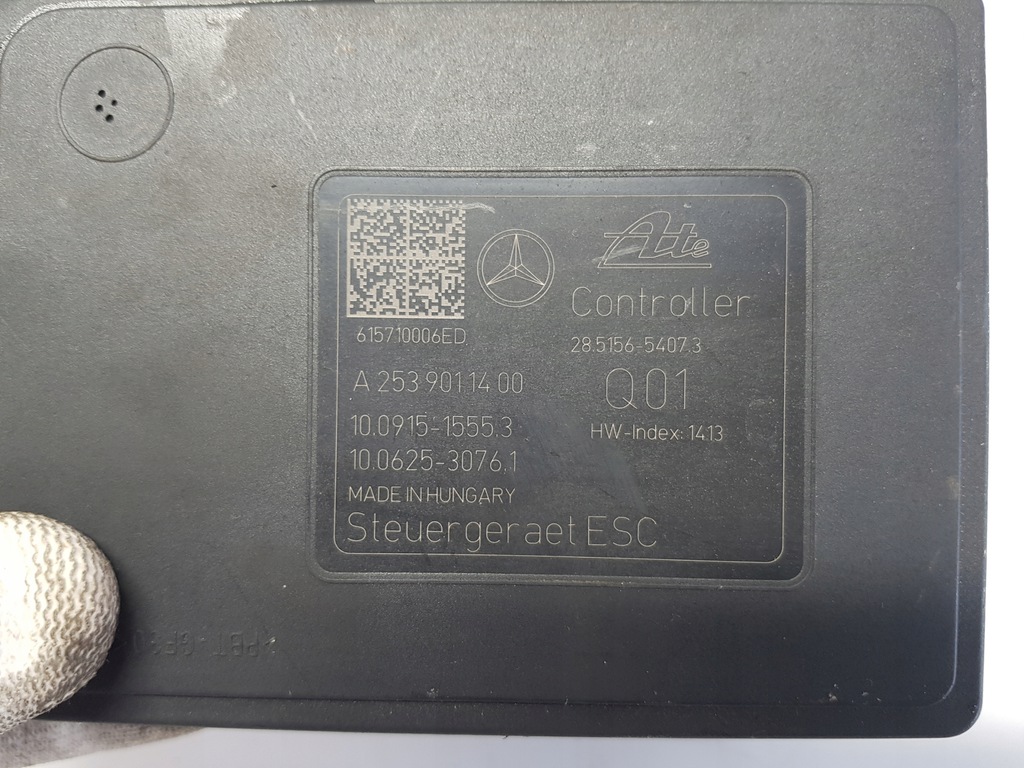 Ate
Controller
615710006ED
28.5156-5407.3
A 253 901 14 00
Q01
10.0915-1555.3
HW-Index: 1413
10.0625-3076.1
MADE IN HUNGARY
Steuergeraet ESC